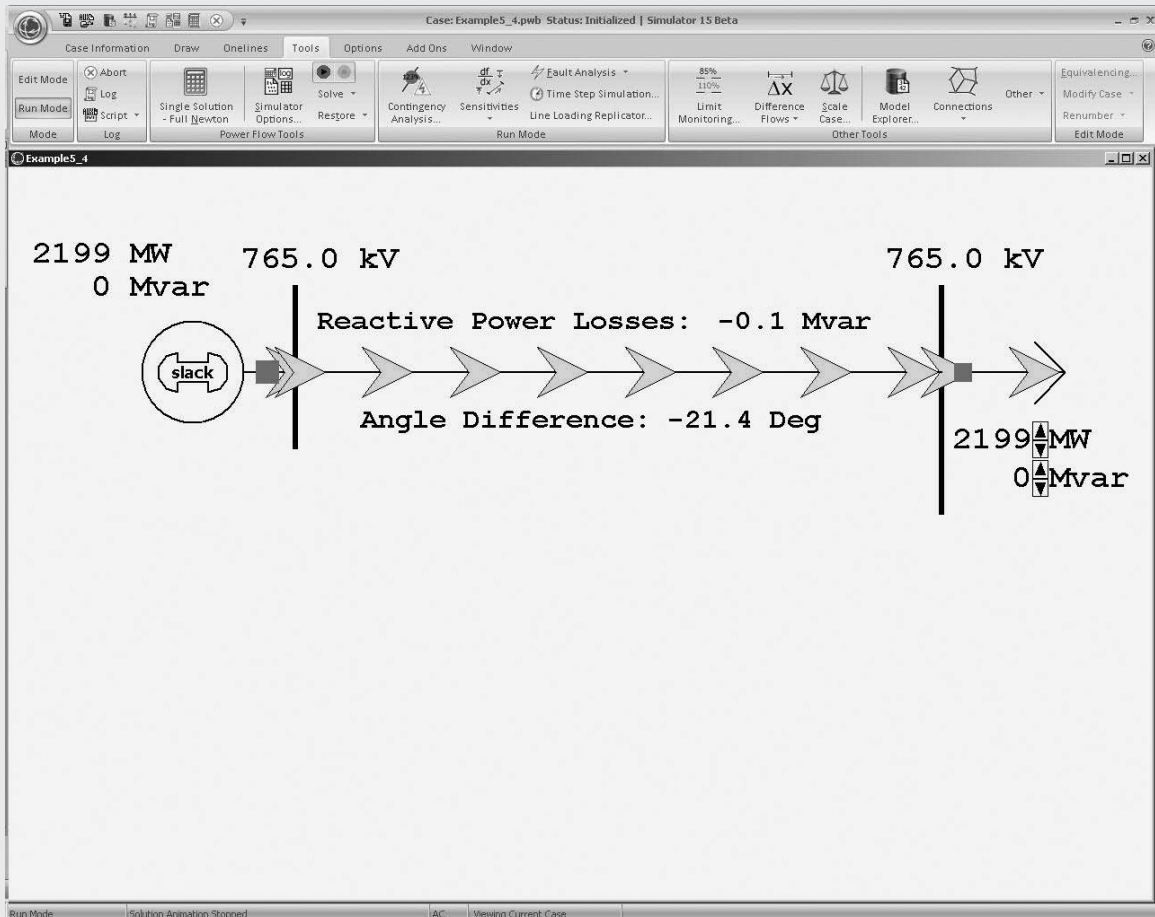 Case: Example5_4.pwb Status: Initialized | Simulator 15 Beta
Case Information Draw Onelines Tools Options Add Ons Window
Edit Mode
Run Mode
Mode
Abort
Log
Script
Log
Single Solution
- Full Newton
Simulator
Options...
Solve
Restore
Power Flow Tools
Contingency
Analysis...
Sensitivities
Fault Analysis
Time Step Simulation...
Line Loading Replicator...
Run Mode
Limit
Monitoring...
Difference
Flows
Scale
Case...
Model
Explorer...
Connections
Other
Other Tools
Equivalencing...
Modify Case
Renumber
Edit Mode
Example5_4
2199 MW
0 Mvar
765.0 kV
765.0 kV
Reactive Power Losses: -0.1 Mvar
slack
Angle Difference: -21.4 Deg
2199 MW
0 Mvar
Run Mode Solution Animation Stopped AC Viewing Current Case